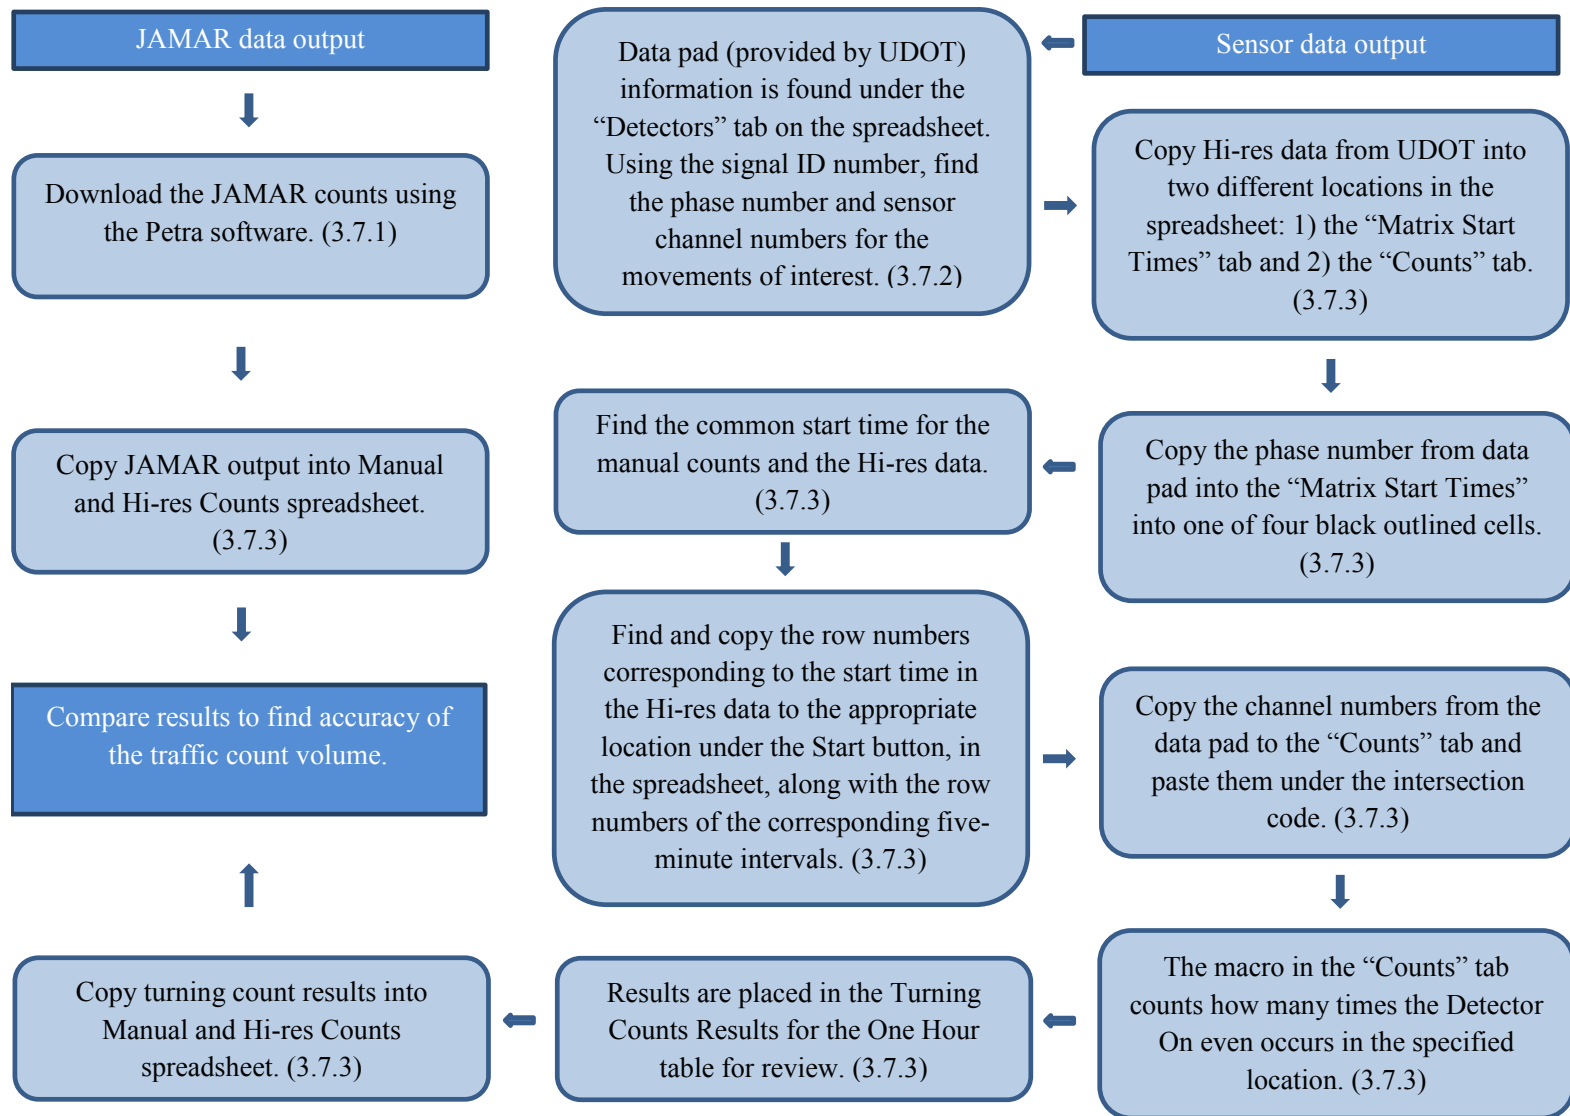 JAMAR data output
Download the JAMAR counts using
the Petra software. (3.7.1)
Copy JAMAR output into Manual
and Hi-res Counts spreadsheet.
(3.7.3)
Compare results to find accuracy of
the traffic count volume.
Sensor data output
Data pad (provided by UDOT)
information is found under the
“Detectors” tab on the spreadsheet.
Using the signal ID number, find
the phase number and sensor
channel numbers for the
movements of interest. (3.7.2)
Copy Hi-res data from UDOT into
two different locations in the
spreadsheet: 1) the “Matrix Start
Times” tab and 2) the “Counts” tab.
(3.7.3)
Copy the phase number from data
pad into the “Matrix Start Times”
into one of four black outlined cells.
(3.7.3)
Find the common start time for the
manual counts and the Hi-res data.
(3.7.3)
Find and copy the row numbers
corresponding to the start time in
the Hi-res data to the appropriate
location under the Start button, in
the spreadsheet, along with the row
numbers of the corresponding five-
minute intervals. (3.7.3)
Copy the channel numbers from the
data pad to the “Counts” tab and
paste them under the intersection
code. (3.7.3)
The macro in the “Counts” tab
counts how many times the Detector
On even occurs in the specified
location. (3.7.3)
Results are placed in the Turning
Counts Results for the One Hour
table for review. (3.7.3)
Copy turning count results into
Manual and Hi-res Counts
spreadsheet. (3.7.3)